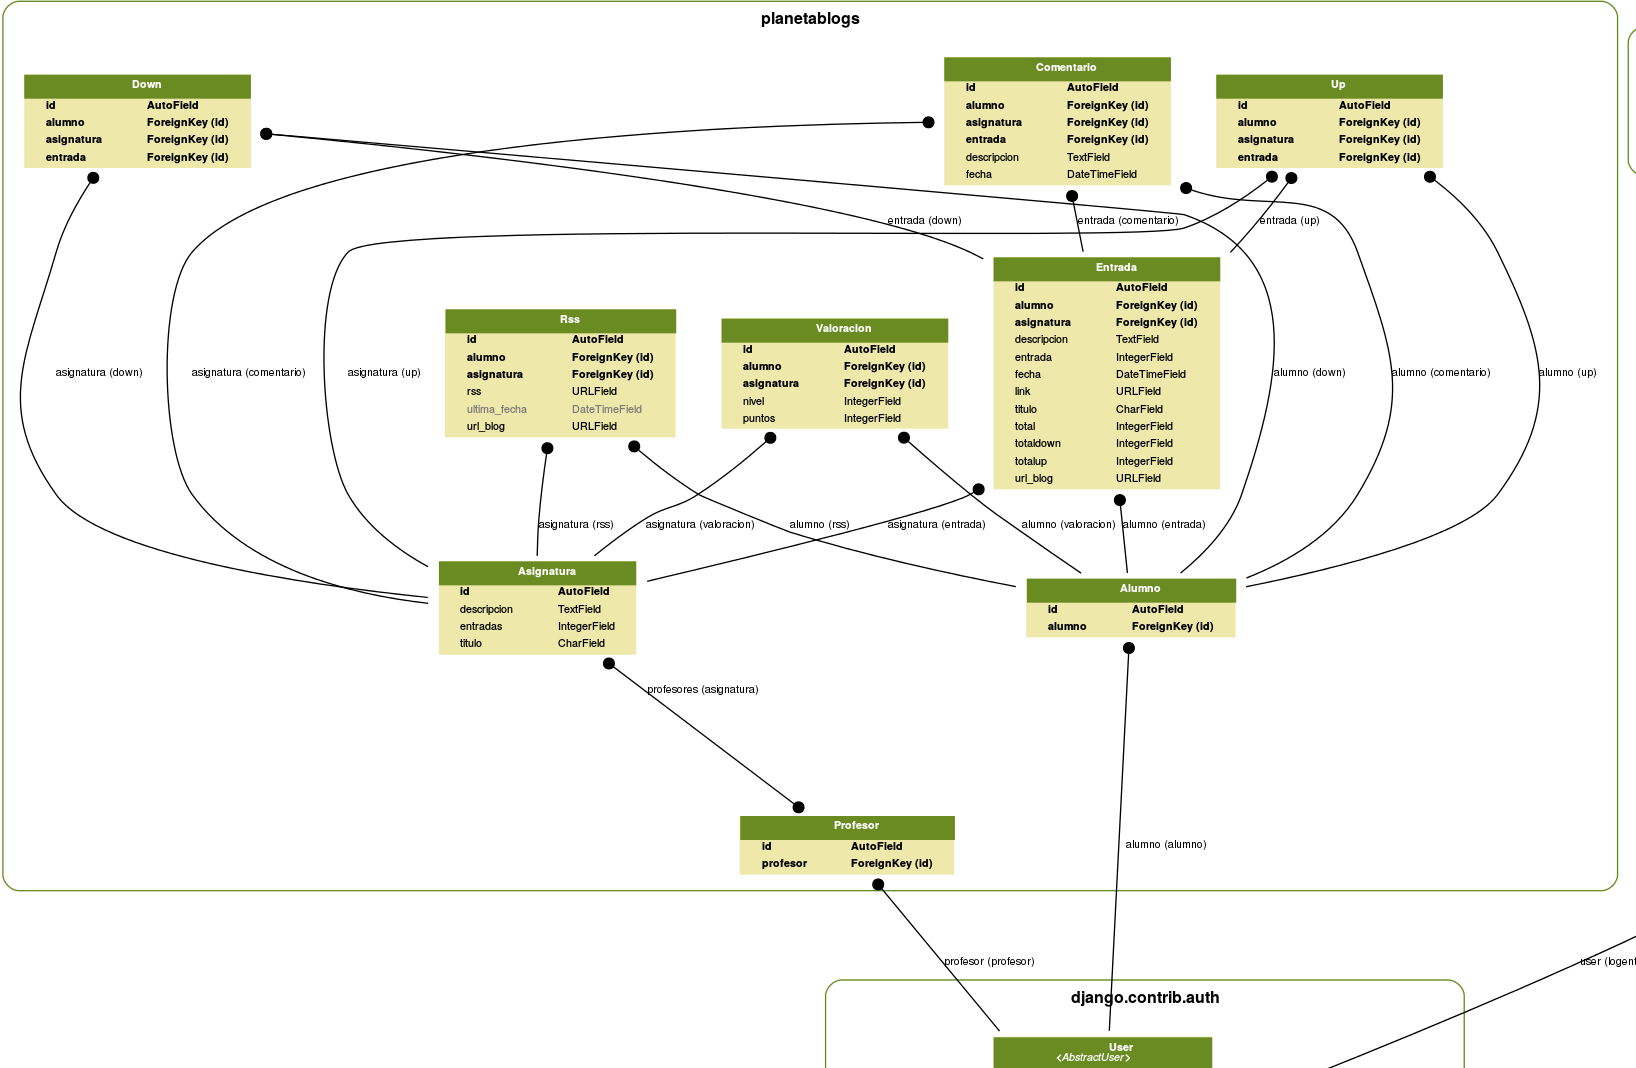 planetablogs
Down
id AutoField
alumno ForeignKey (id)
asignatura ForeignKey (id)
entrada ForeignKey (id)
Comentario
id AutoField
alumno ForeignKey (id)
asignatura ForeignKey (id)
entrada ForeignKey (id)
descripcion TextField
fecha DateTimeField
Up
id AutoField
alumno ForeignKey (id)
asignatura ForeignKey (id)
entrada ForeignKey (id)
entrada (down)
entrada (comentario)
entrada (up)
Rss
id AutoField
alumno ForeignKey (id)
asignatura ForeignKey (id)
rss URLField
ultima_fecha DateTimeField
url_blog URLField
Valoracion
id AutoField
alumno ForeignKey (id)
asignatura ForeignKey (id)
nivel IntegerField
puntos IntegerField
Entrada
id AutoField
alumno ForeignKey (id)
asignatura ForeignKey (id)
descripcion TextField
entrada IntegerField
fecha DateTimeField
link URLField
titulo CharField
total IntegerField
totaldown IntegerField
totalup IntegerField
url_blog URLField
asignatura (down)
asignatura (comentario)
asignatura (up)
alumno (down)
alumno (comentario)
alumno (up)
asignatura (rss)
asignatura (valoracion)
alumno (rss)
asignatura (entrada)
alumno (valoracion)
alumno (entrada)
Asignatura
id AutoField
descripcion TextField
entradas IntegerField
titulo CharField
Alumno
id AutoField
alumno ForeignKey (id)
profesores (asignatura)
Profesor
id AutoField
profesor ForeignKey (id)
alumno (alumno)
profesor (profesor)
user (logent
django.contrib.auth
User
<AbstractUser>